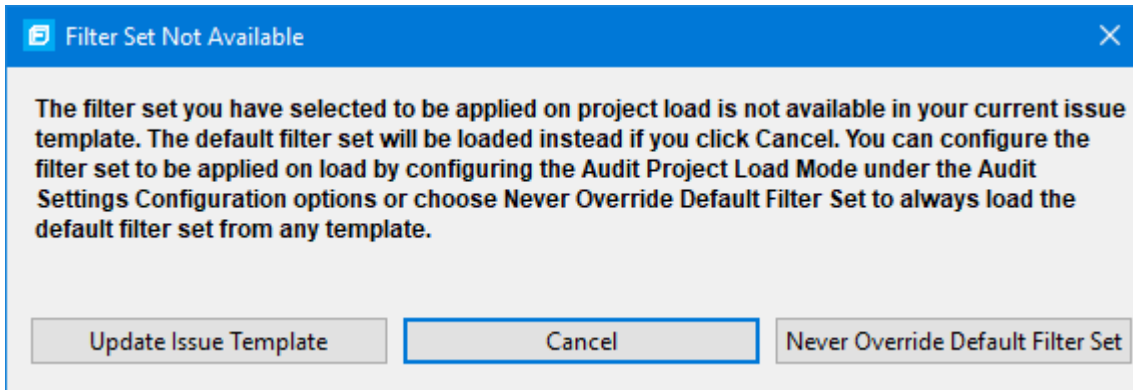 Filter Set Not Available
The filter set you have selected to be applied on project load is not available in your current issue
template. The default filter set will be loaded instead if you click Cancel. You can configure the
filter set to be applied on load by configuring the Audit Project Load Mode under the Audit
Settings Configuration options or choose Never Override Default Filter Set to always load the
default filter set from any template.
Update Issue Template
Cancel
Never Override Default Filter Set